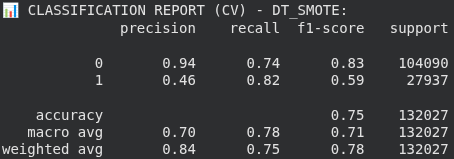 📊 CLASSIFICATION REPORT (CV) - DT_SMOTE:
precision recall f1-score support
0 0.94 0.74 0.83 104090
1 0.46 0.82 0.59 27937
accuracy 0.75 132027
macro avg 0.70 0.78 0.71 132027
weighted avg 0.84 0.75 0.78 132027